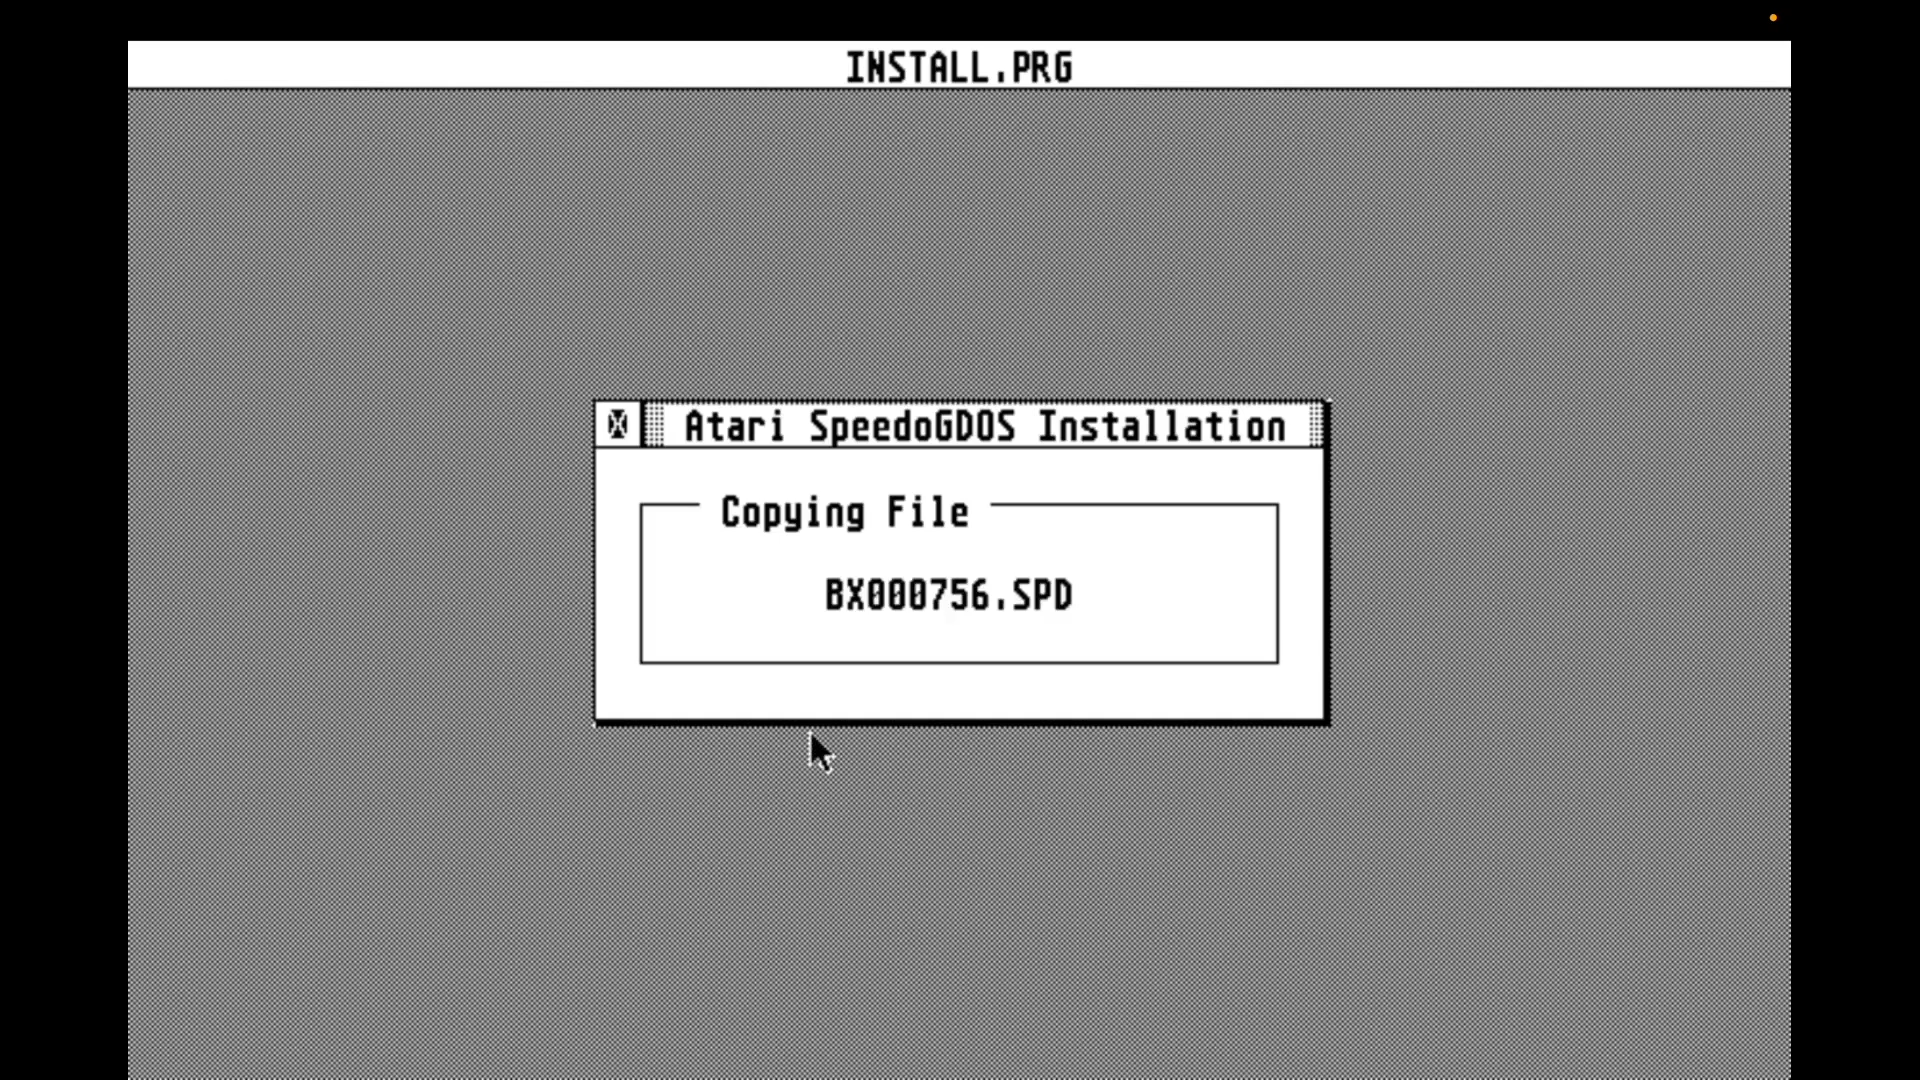 INSTALL.PRG
Atari SpeedoGDOS Installation
Copying File
BX000756.SPD